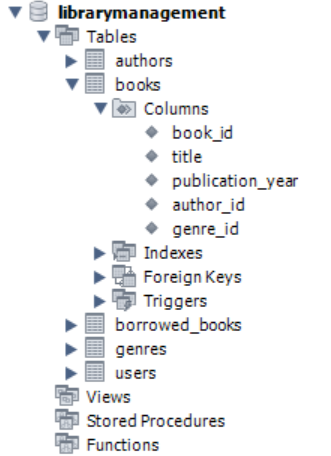 librarymanagement
Tables
authors
books
Columns
book_id
title
publication_year
author_id
genre_id
Indexes
Foreign Keys
Triggers
borrowed_books
genres
users
Views
Stored Procedures
Functions